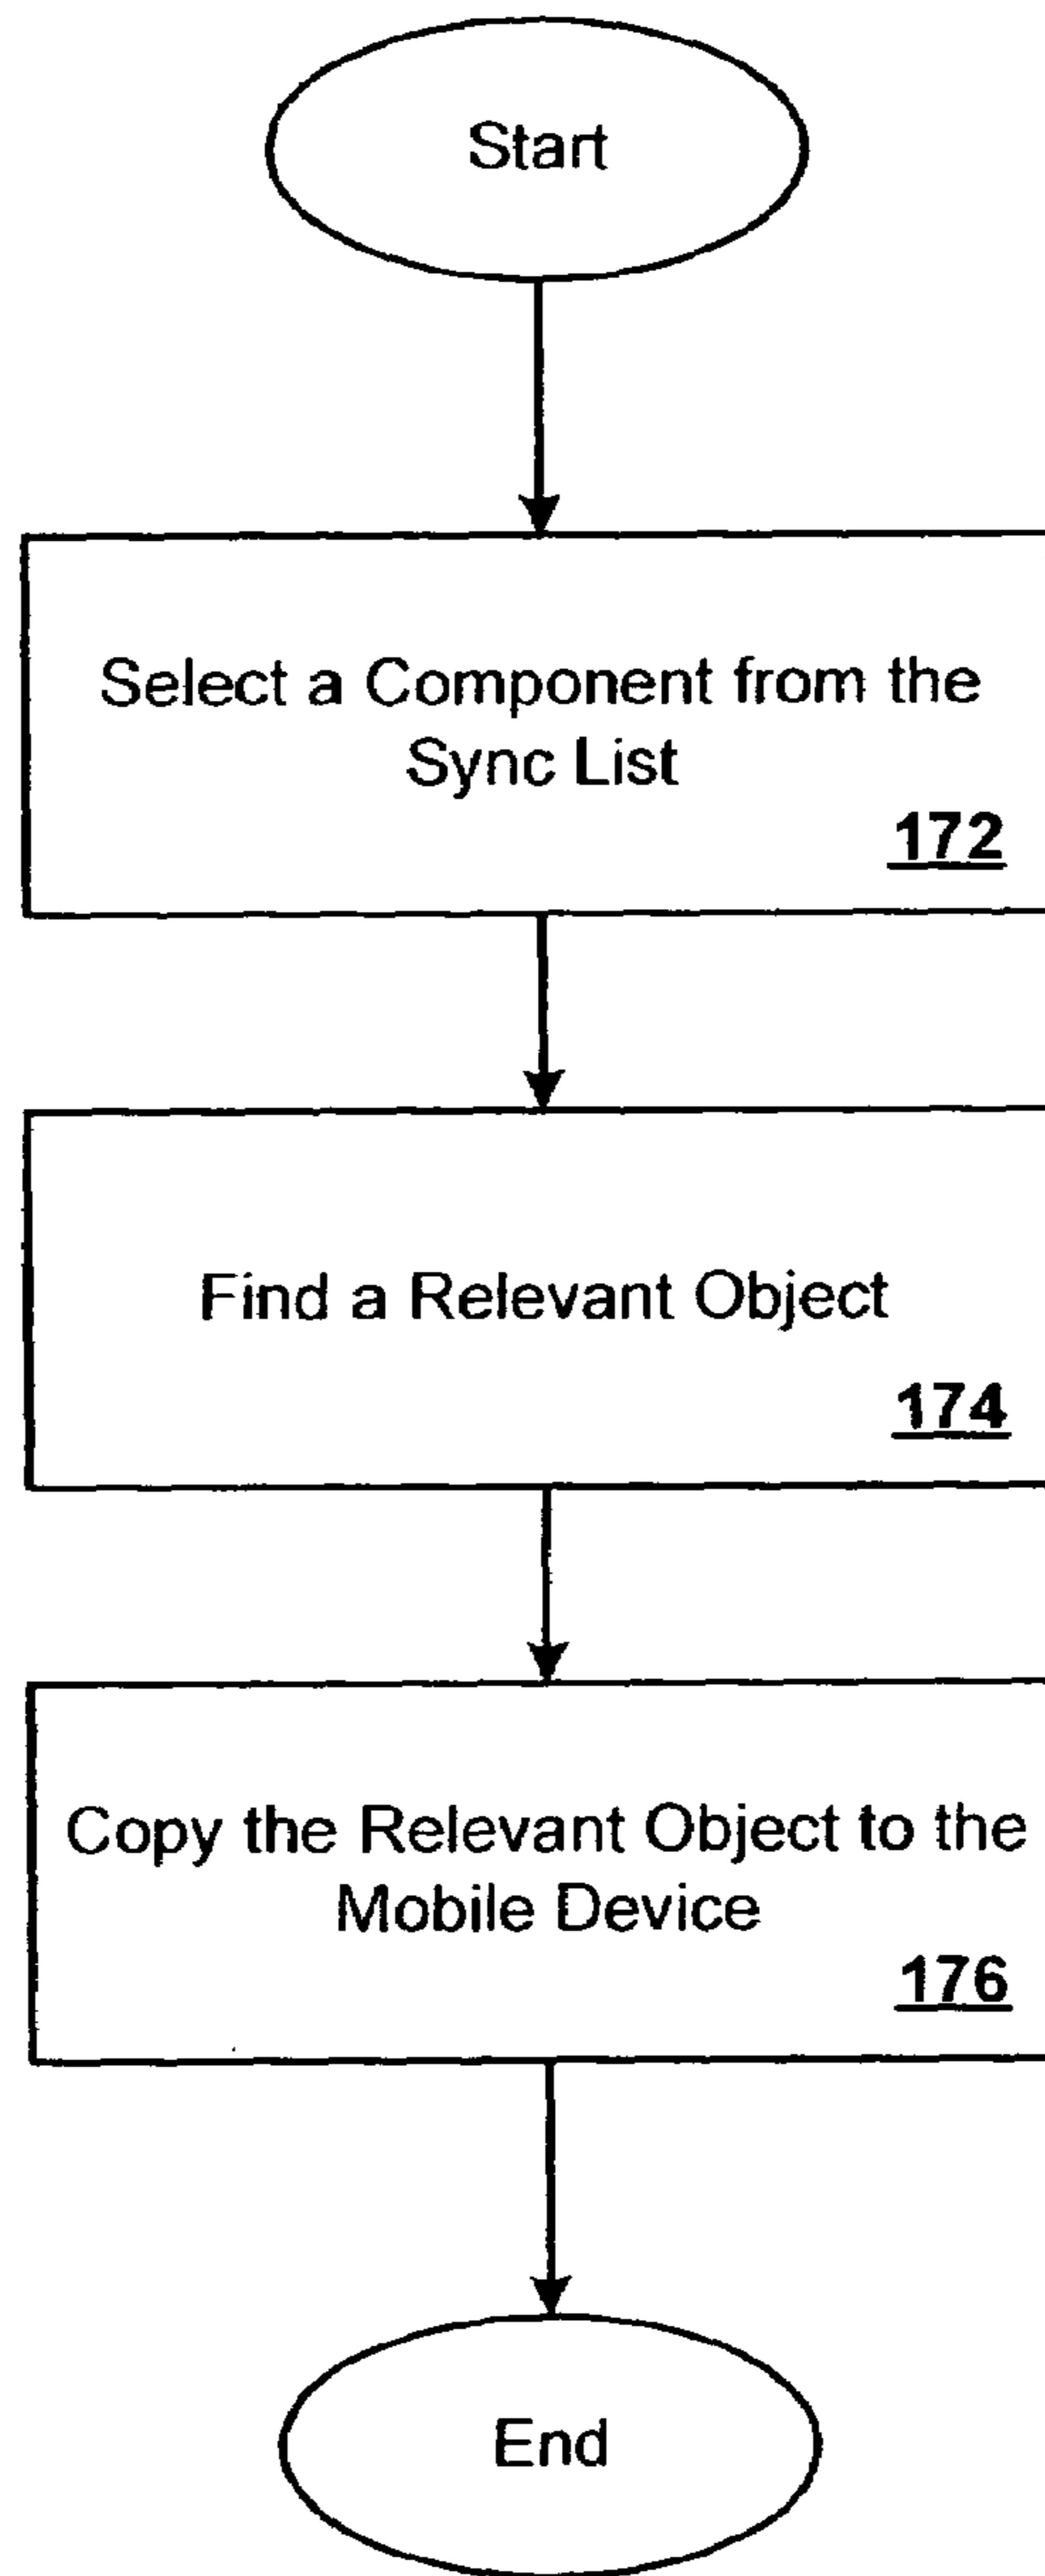 Start
Select a Component from the
Sync List
172
Find a Relevant Object
174
Copy the Relevant Object to the
Mobile Device
176
End